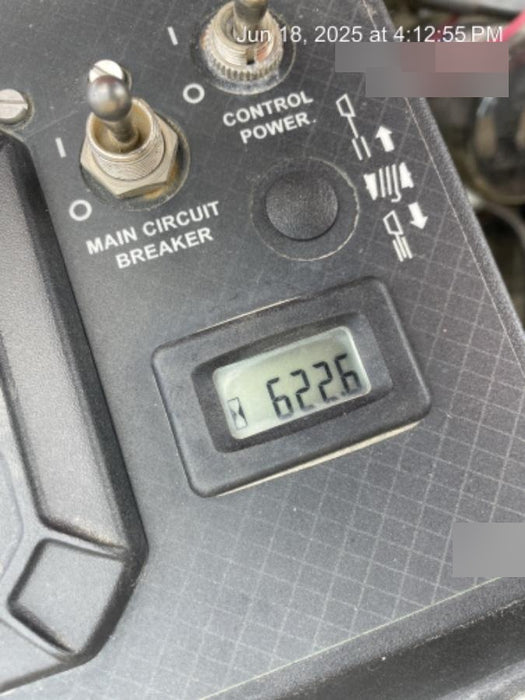 Jun 18, 2025 at 4:12:55 PM
I
O
CONTROL
POWER.
I
O
MAIN CIRCUIT
BREAKER
622.6